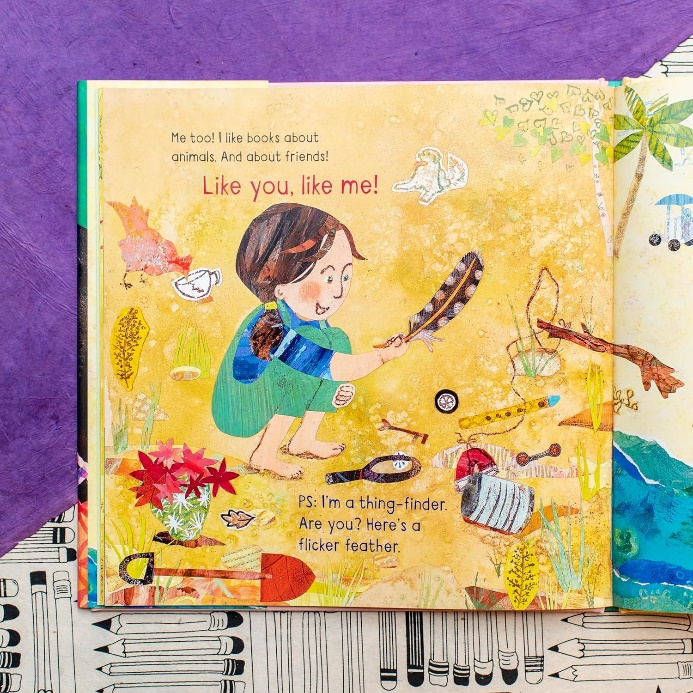 Me too! I like books about
animals. And about friends!
Like you, like me!
PS: I'm a thing-finder.
Are you? Here's a
flicker feather.